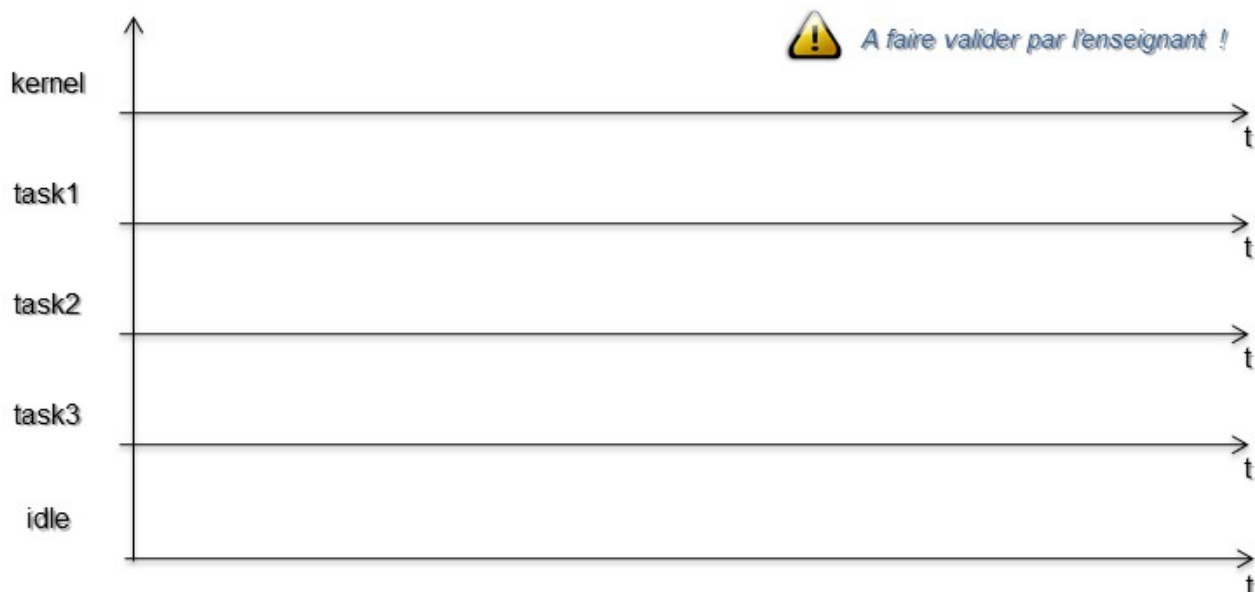 A faire valider par l'enseignant !
kernel
t
task1
t
task2
t
task3
t
idle
t